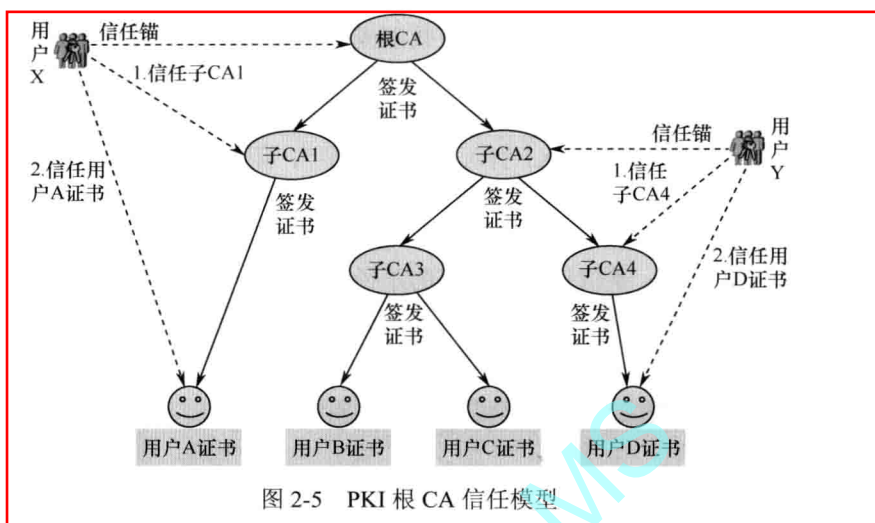 用户X
信任锚
根CA
1.信任子CA1
签发
证书
子CA1
子CA2
信任锚
用户Y
2.信任用
户A证书
签发
证书
签发
证书
1.信任
子CA4
子CA3
子CA4
2.信任用
户D证书
签发
证书
签发
证书
用户A证书
用户B证书
用户C证书
用户D证书
图 2-5 PKI 根 CA 信任模型
MS